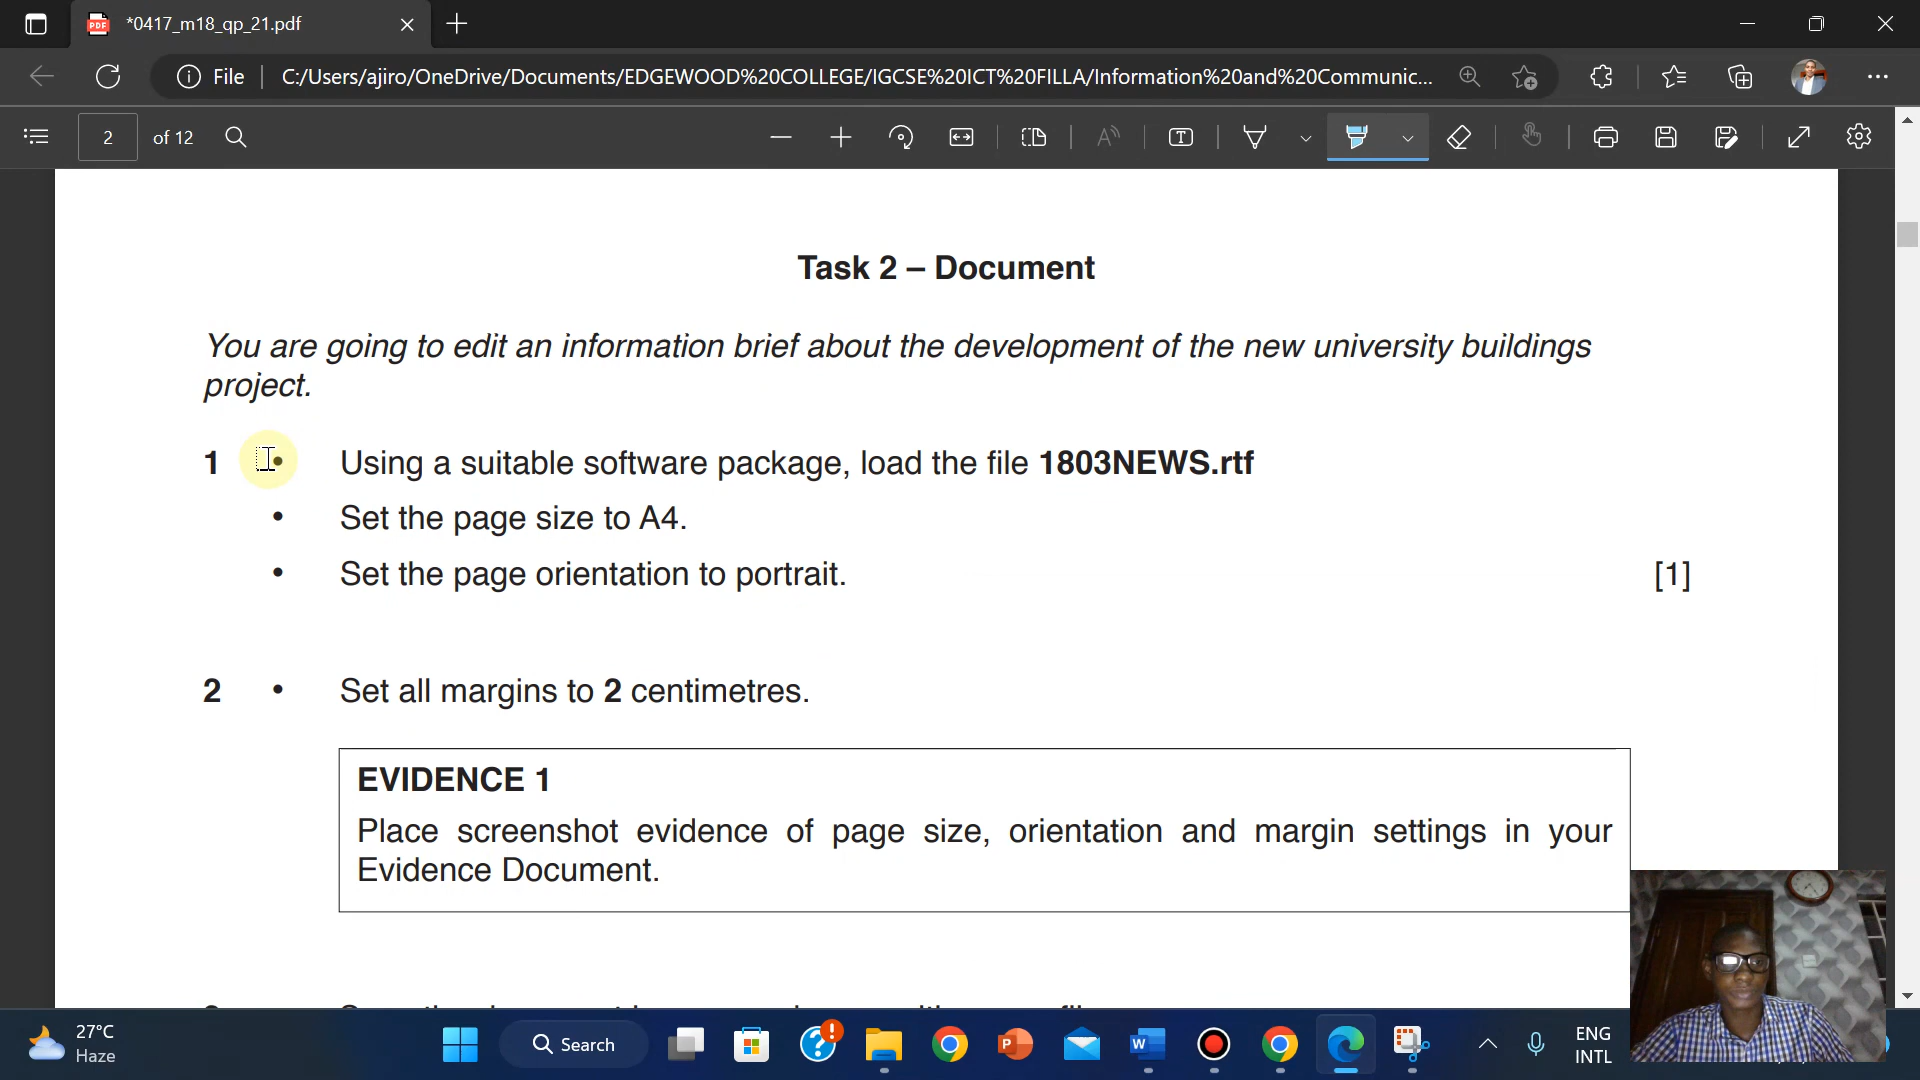 *0417_m18_qp_21.pdf
File
C:/Users/ajiro/OneDrive/Documents/EDGEWOOD%20COLLEGE/IGCSE%20ICT%20FILLA/Information%20and%20Communic...
2 of 12
Task 2 – Document
You are going to edit an information brief about the development of the new university buildings
project.
1 • Using a suitable software package, load the file 1803NEWS.rtf
• Set the page size to A4.
• Set the page orientation to portrait. [1]
2 • Set all margins to 2 centimetres.
EVIDENCE 1
Place screenshot evidence of page size, orientation and margin settings in your
Evidence Document.
27°C
Haze
Search
ENG
INTL